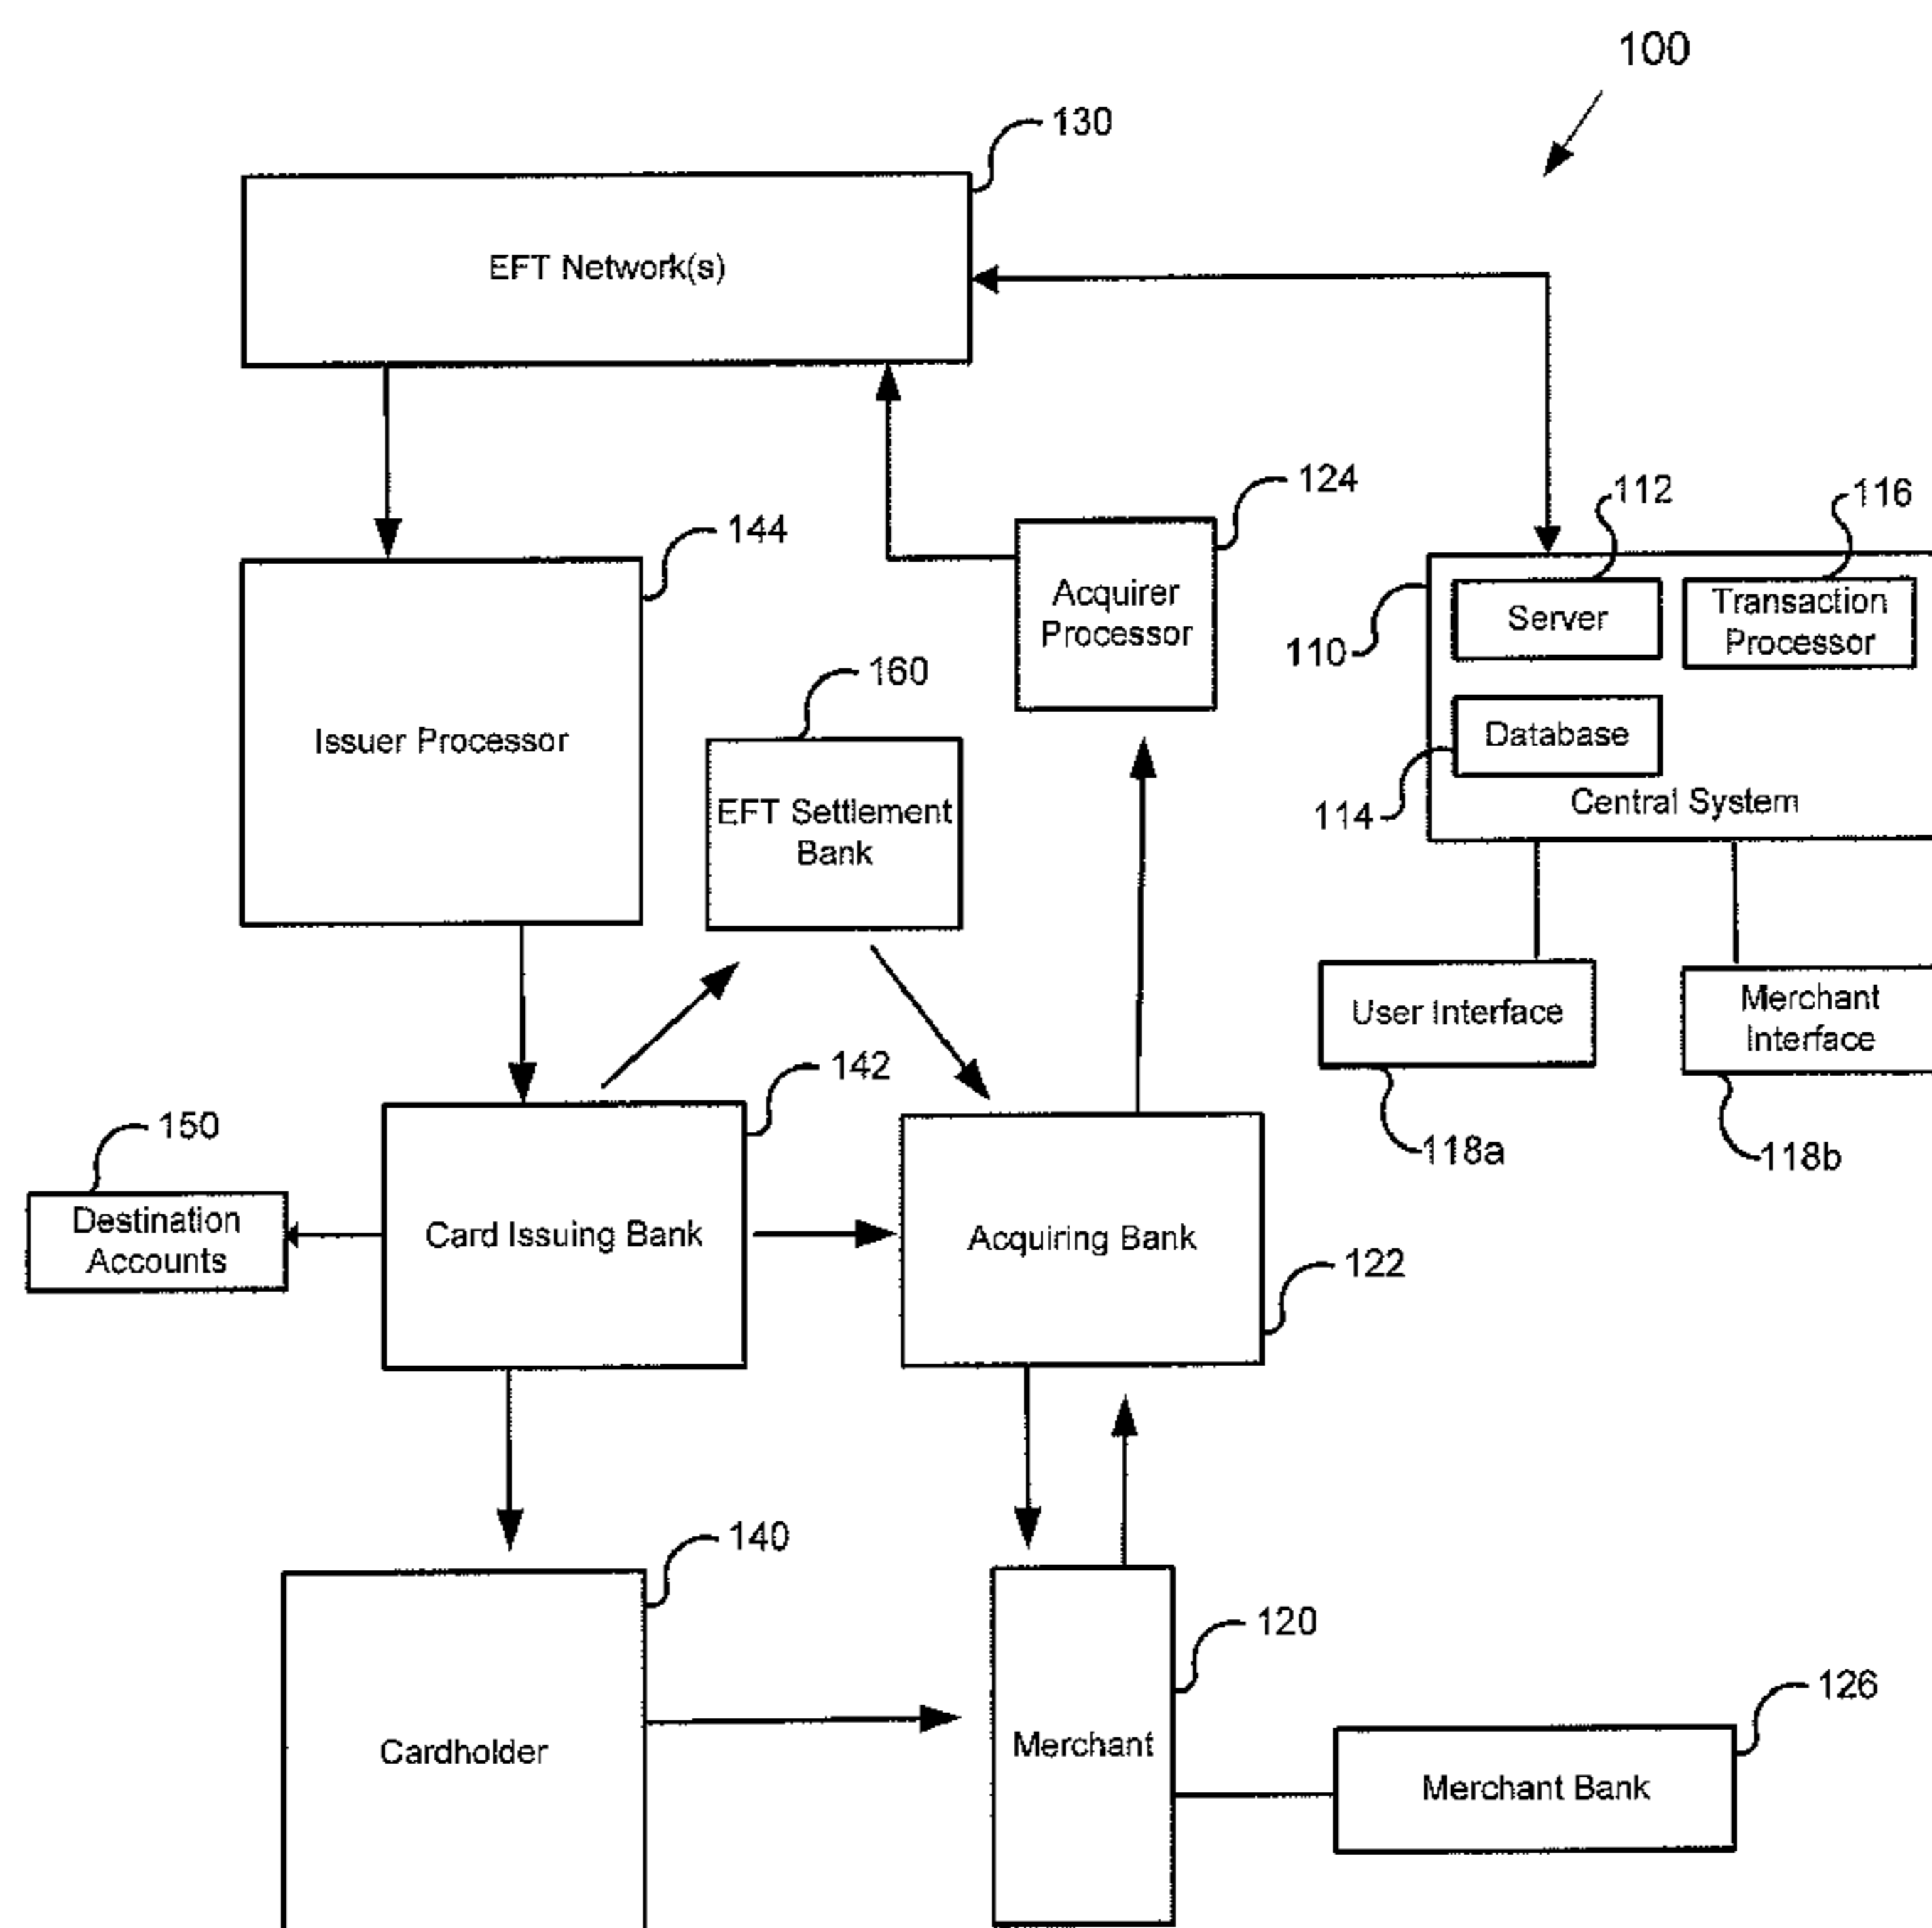 100
130
EFT Network(s)
124
112
116
144
Acquirer
Processor
Server
Transaction
Processor
110
160
Issuer Processor
Database
EFT Settlement
Bank
114
Central System
User Interface
Merchant
Interface
142
150
118a
118b
Destination
Accounts
Card Issuing Bank
Acquiring Bank
122
140
120
126
Cardholder
Merchant
Merchant Bank